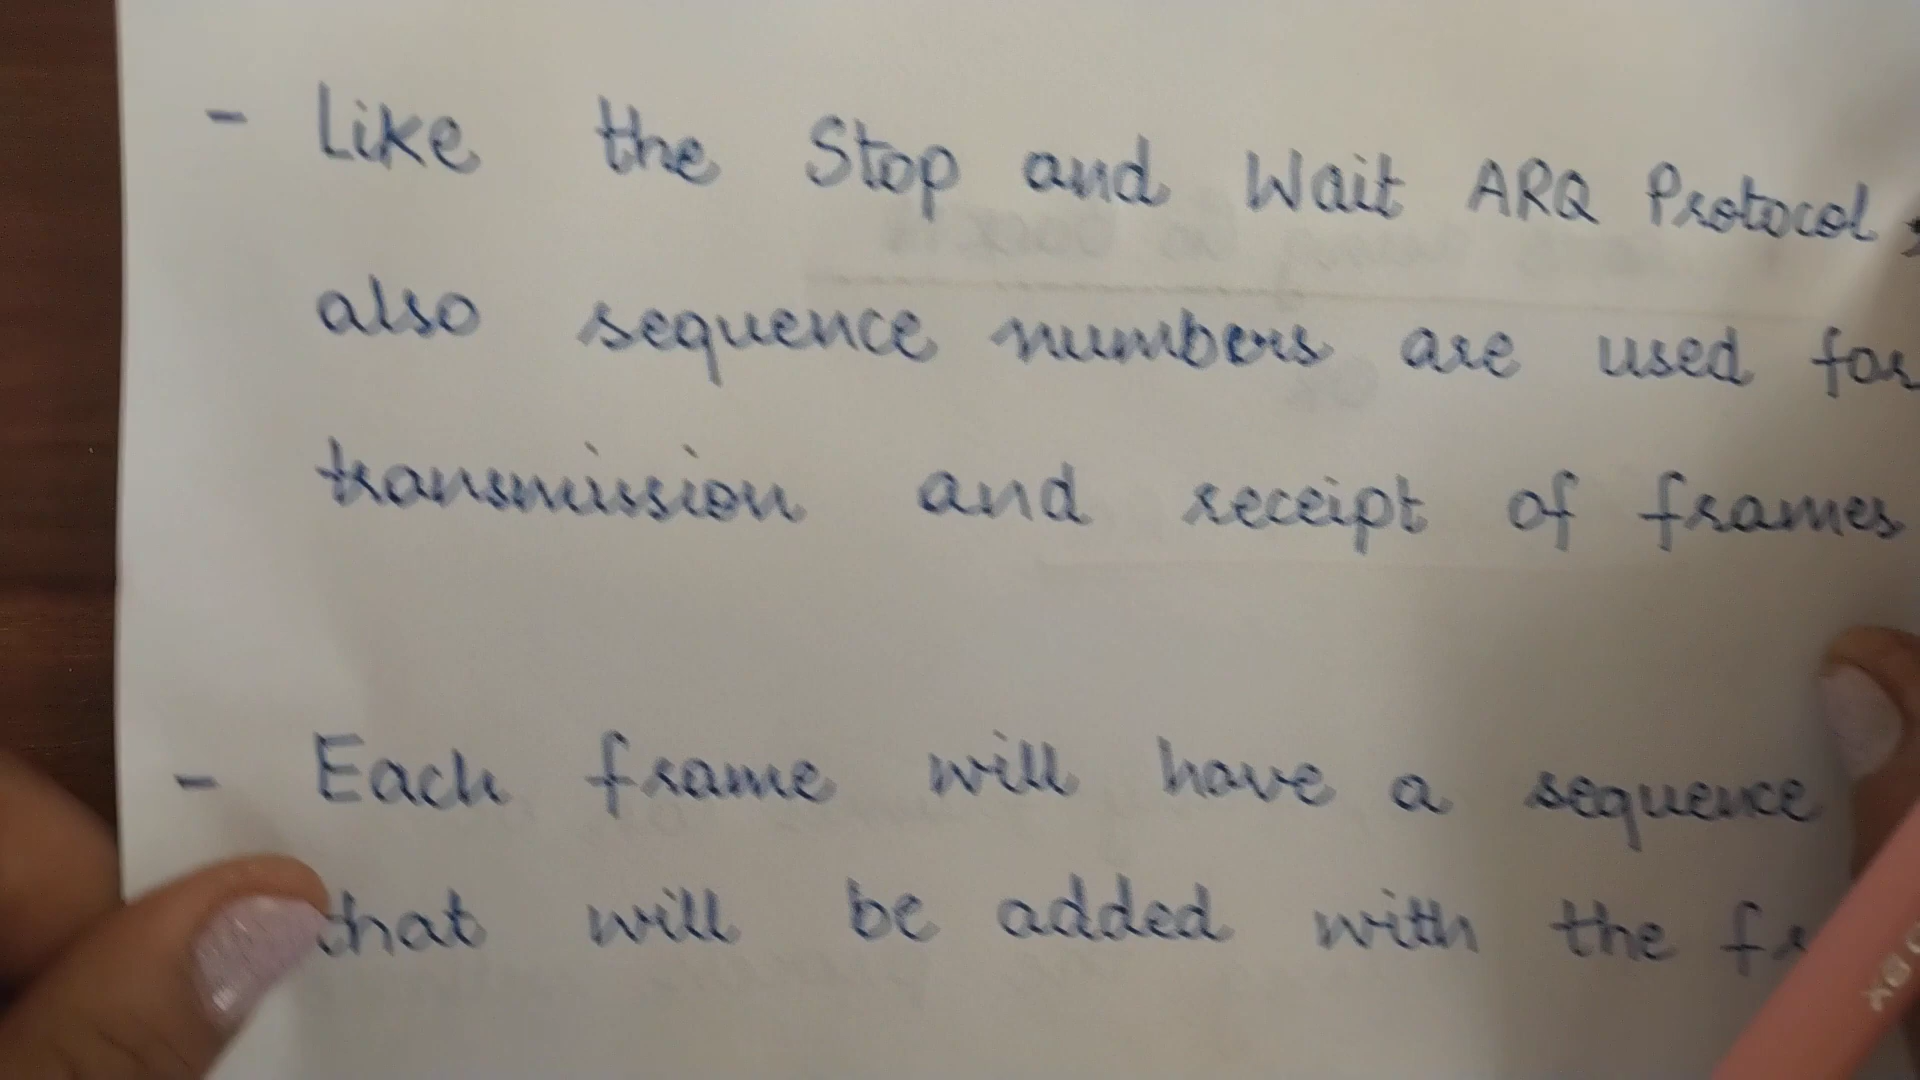 - Like the Stop and Wait ARQ Protocol,
also sequence numbers are used for
transmission and receipt of frames
- Each frame will have a sequence
that will be added with the